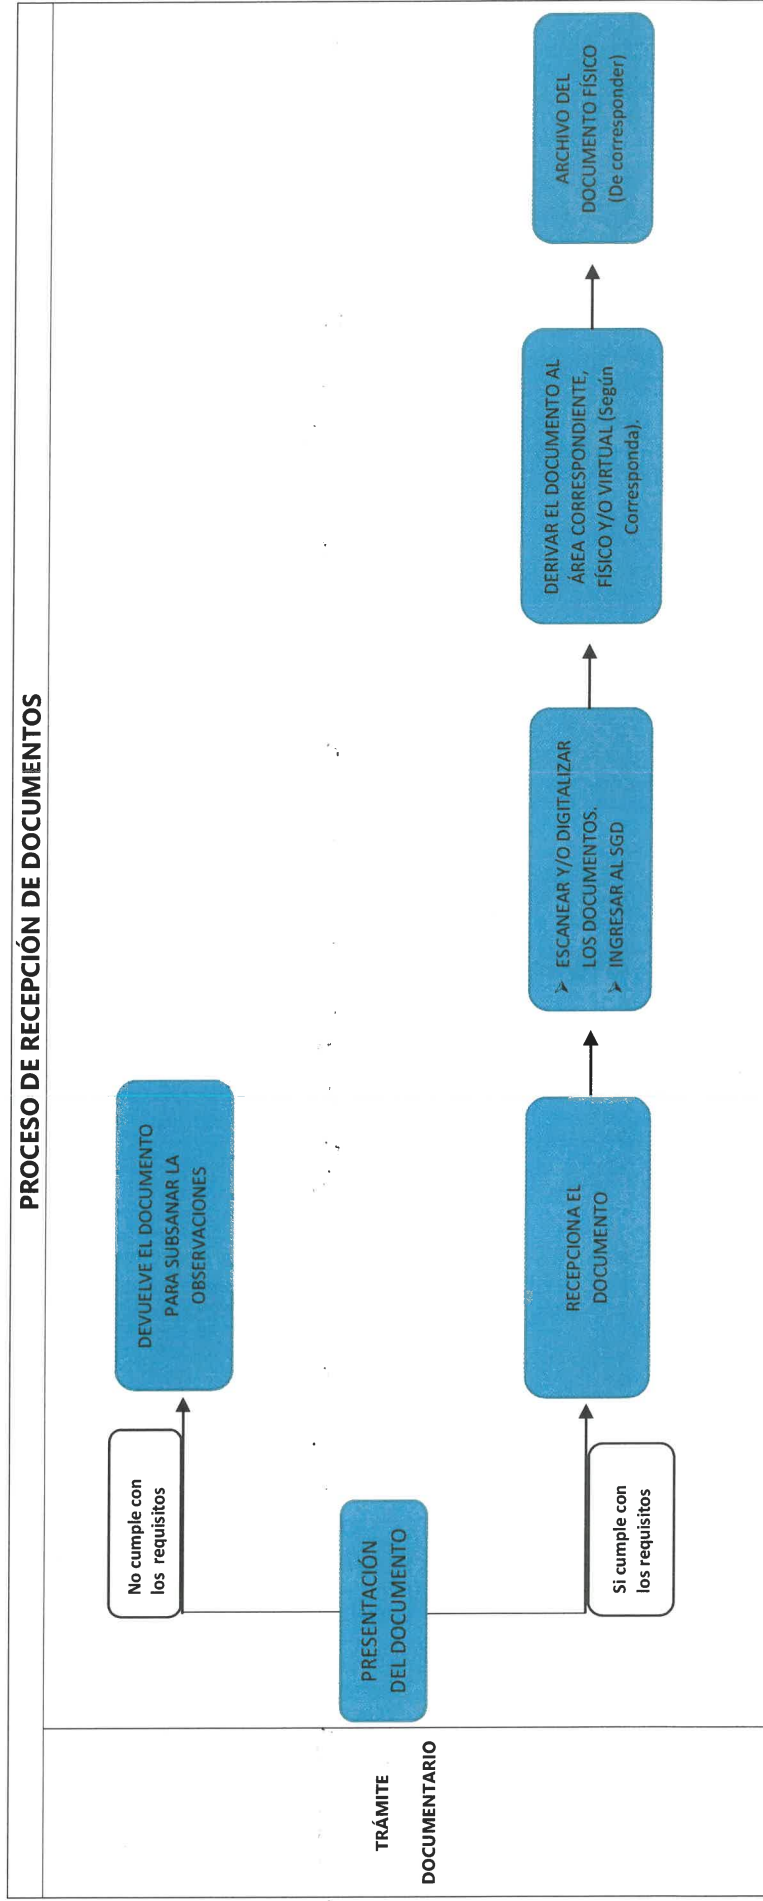 PROCESO DE RECEPCIÓN DE DOCUMENTOS
TRÁMITE
DOCUMENTARIO
PRESENTACIÓN
DEL DOCUMENTO
No cumple con
los requisitos
DEVUELVE EL DOCUMENTO
PARA SUBSANAR LA
OBSERVACIONES
Si cumple con
los requisitos
RECEPCIONA EL
DOCUMENTO
➢ ESCANEAR Y/O DIGITALIZAR
LOS DOCUMENTOS.
➢ INGRESAR AL SGD
DERIVAR EL DOCUMENTO AL
ÁREA CORRESPONDIENTE,
FÍSICO Y/O VIRTUAL (Según
Corresponda).
ARCHIVO DEL
DOCUMENTO FÍSICO
(De corresponder)